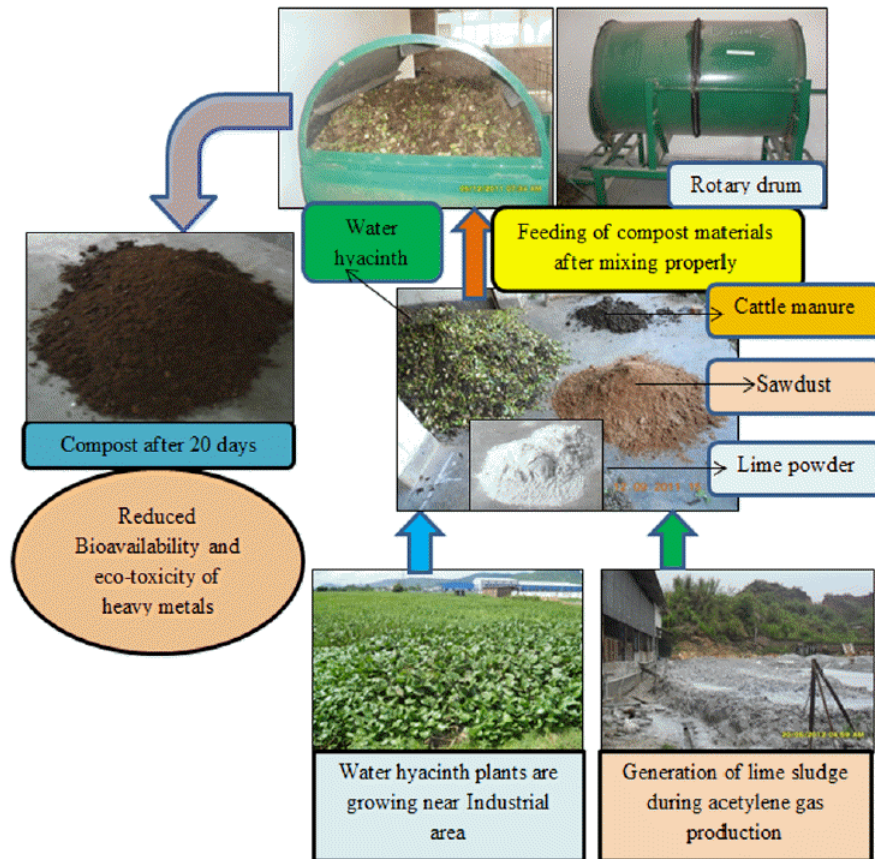 Rotary drum
Water
hyacinth
Feeding of compost materials
after mixing properly
Cattle manure
Sawdust
Lime powder
Compost after 20 days
Reduced
Bioavailability and
eco-toxicity of
heavy metals
Water hyacinth plants are
growing near Industrial
area
Generation of lime sludge
during acetylene gas
production